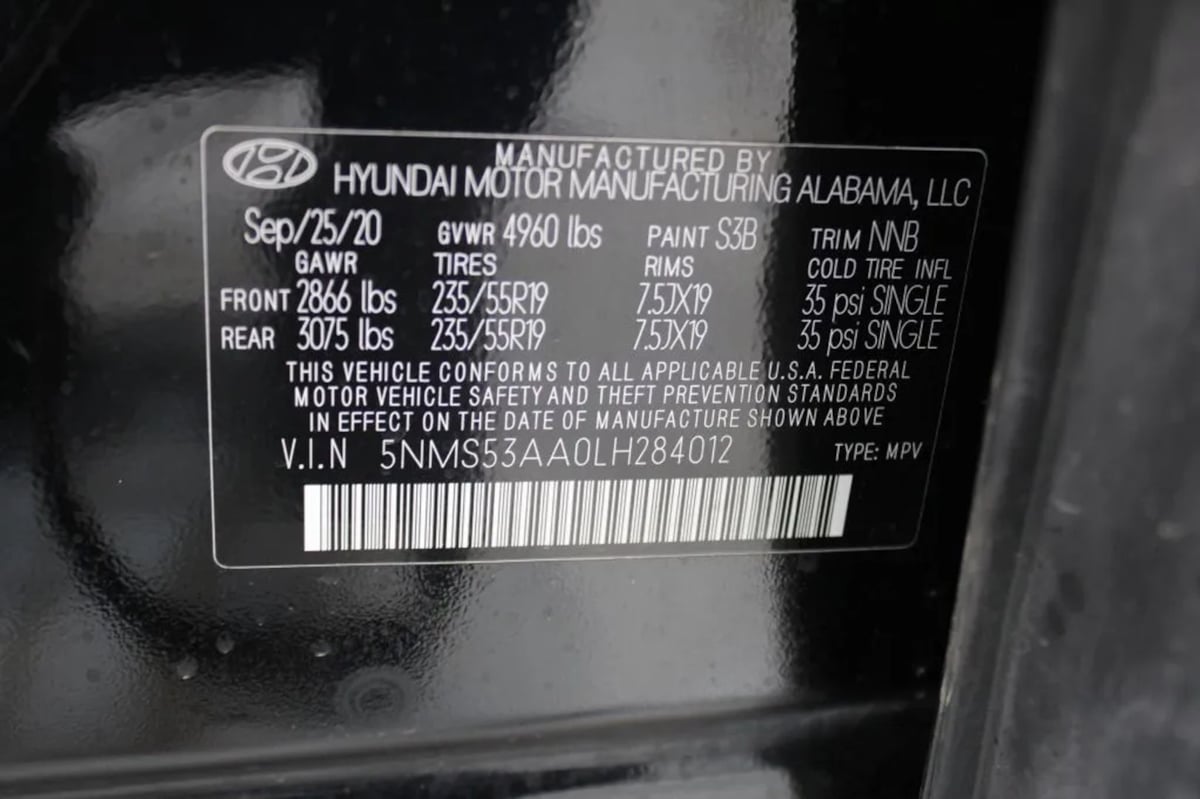 MANUFACTURED BY
HYUNDAI MOTOR MANUFACTURING ALABAMA, LLC
Sep/25/20 GVWR 4960 lbs PAINT S3B TRIM NNB
GAWR TIRES RIMS COLD TIRE INFL
FRONT 2866 lbs 235/55R19 7.5JX19 35 psi SINGLE
REAR 3075 lbs 235/55R19 7.5JX19 35 psi SINGLE
THIS VEHICLE CONFORMS TO ALL APPLICABLE U.S.A. FEDERAL
MOTOR VEHICLE SAFETY AND THEFT PREVENTION STANDARDS
IN EFFECT ON THE DATE OF MANUFACTURE SHOWN ABOVE
V.I.N 5NMS53AA0LH284012 TYPE: MPV